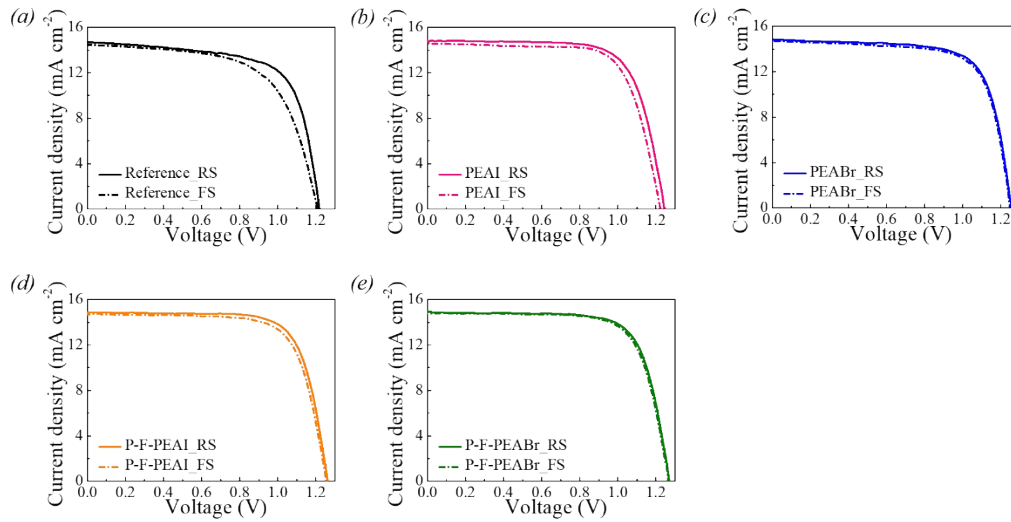 (a)
Current density (mA cm-2)
16
12
8
4
0
0.0 0.2 0.4 0.6 0.8 1.0 1.2
Voltage (V)
Reference_RS
Reference_FS
(b)
Current density (mA cm-2)
16
12
8
4
0
0.0 0.2 0.4 0.6 0.8 1.0 1.2
Voltage (V)
PEAI_RS
PEAI_FS
(c)
Current density (mA cm-2)
16
12
8
4
0
0.0 0.2 0.4 0.6 0.8 1.0 1.2
Voltage (V)
PEABr_RS
PEABr_FS
(d)
Current density (mA cm-2)
16
12
8
4
0
0.0 0.2 0.4 0.6 0.8 1.0 1.2
Voltage (V)
P-F-PEAI_RS
P-F-PEAI_FS
(e)
Current density (mA cm-2)
16
12
8
4
0
0.0 0.2 0.4 0.6 0.8 1.0 1.2
Voltage (V)
P-F-PEABr_RS
P-F-PEABr_FS